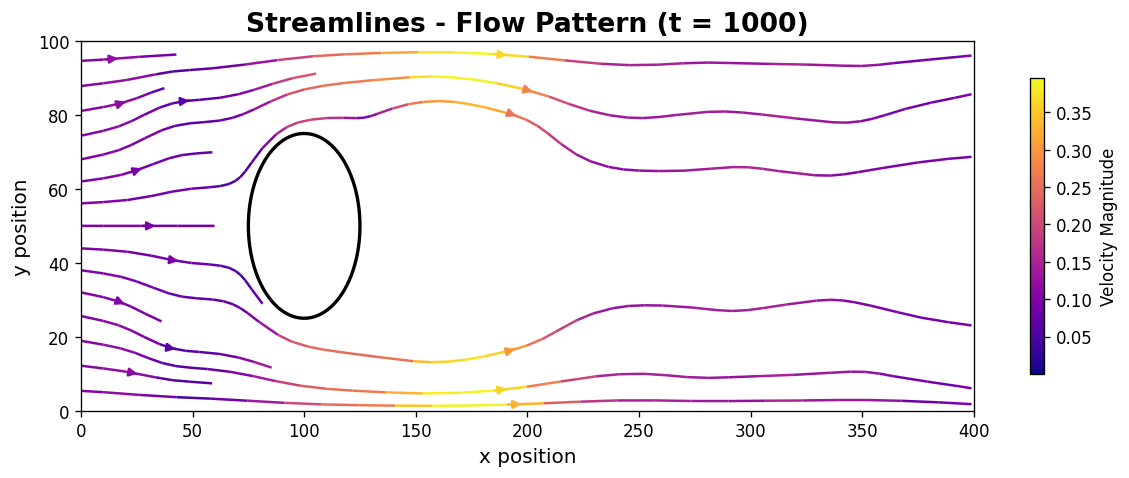 Streamlines - Flow Pattern (t = 1000)
100
80
60
40
20
0
y position
0 50 100 150 200 250 300 350 400
x position
0.35
0.30
0.25
0.20
0.15
0.10
0.05
Velocity Magnitude